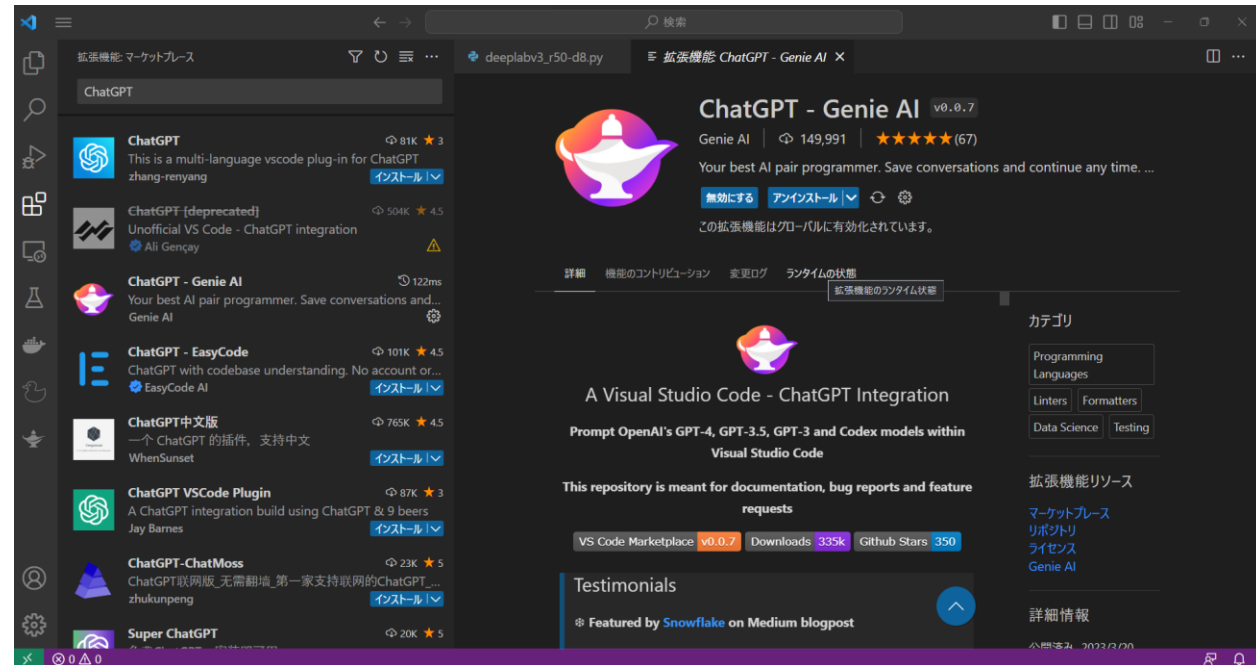 検索
拡張機能: マーケットプレース
ChatGPT
ChatGPT
81K ★ 3
This is a multi-language vscode plug-in for ChatGPT
zhang-renyang
インストール
ChatGPT [deprecated]
504K ★ 4.5
Unofficial VS Code - ChatGPT integration
Ali Gençay
ChatGPT - Genie AI
122ms
Your best AI pair programmer. Save conversations and...
Genie AI
ChatGPT - EasyCode
101K ★ 4.5
ChatGPT with codebase understanding. No account or...
EasyCode AI
インストール
ChatGPT中文版
765K ★ 4.5
一个 ChatGPT 的插件，支持中文
WhenSunset
インストール
ChatGPT VSCode Plugin
87K ★ 3
A ChatGPT integration build using ChatGPT & 9 beers
Jay Barnes
インストール
ChatGPT-ChatMoss
23K ★ 5
ChatGPT联网版_无需翻墙_第一家支持联网的ChatGPT_...
zhukunpeng
インストール
Super ChatGPT
20K ★ 5
deeplabv3_r50-d8.py
拡張機能: ChatGPT - Genie AI
ChatGPT - Genie AI v0.0.7
Genie AI 149,991 ★★★★★(67)
Your best AI pair programmer. Save conversations and continue any time. ...
無効にする アンインストール
この拡張機能はグローバルに有効化されています。
詳細 機能のコントリビューション 変更ログ ランタイムの状態
拡張機能のランタイム状態
A Visual Studio Code - ChatGPT Integration
Prompt OpenAI's GPT-4, GPT-3.5, GPT-3 and Codex models within
Visual Studio Code
This repository is meant for documentation, bug reports and feature
requests
VS Code Marketplace v0.0.7 Downloads 335k Github Stars 350
Testimonials
❄ Featured by Snowflake on Medium blogpost
カテゴリ
Programming
Languages
Linters Formatters
Data Science Testing
拡張機能リソース
マーケットプレース
リポジトリ
ライセンス
Genie AI
詳細情報
公開済み 2023/3/20
0 0